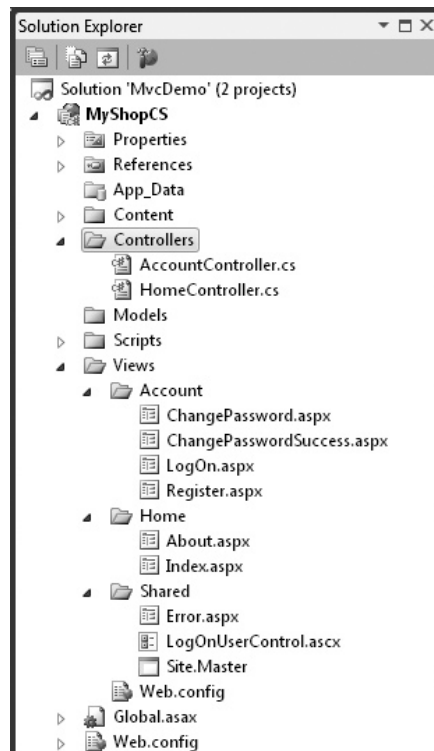 Solution Explorer
Solution 'MvcDemo' (2 projects)
MyShopCS
Properties
References
App_Data
Content
Controllers
AccountController.cs
HomeController.cs
Models
Scripts
Views
Account
ChangePassword.aspx
ChangePasswordSuccess.aspx
LogOn.aspx
Register.aspx
Home
About.aspx
Index.aspx
Shared
Error.aspx
LogOnUserControl.ascx
Site.Master
Web.config
Global.asax
Web.config